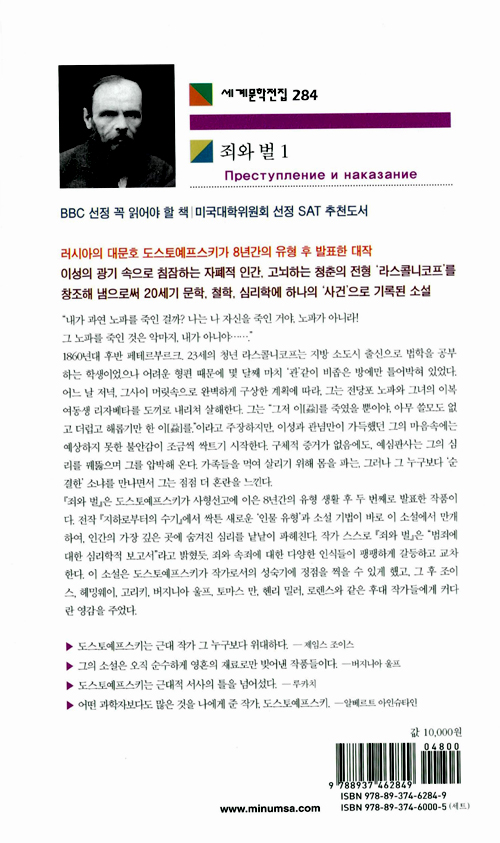 세계문학전집 284
죄와 벌 1
Преступление и наказание
BBC 선정 꼭 읽어야 할 책 | 미국대학위원회 선정 SAT 추천도서
러시아의 대문호 도스토예프스키가 8년간의 유형 후 발표한 대작
이성의 광기 속으로 침잠하는 자폐적 인간, 고뇌하는 청춘의 전형 '라스콜니코프'를
창조해 냄으로써 20세기 문학, 철학, 심리학에 하나의 '사건'으로 기록된 소설
"내가 과연 노파를 죽인 걸까? 나는 나 자신을 죽인 거야, 노파가 아니라!
그 노파를 죽인 것은 악마지, 내가 아니야……."
1860년대 후반 페테르부르크, 23세의 청년 라스콜니코프는 지방 소도시 출신으로 법학을 공부
하는 학생이었으나 어려운 형편 때문에 몇 달째 마치 '관'같이 비좁은 방에만 틀어박혀 있었다.
어느 날 저녁, 그사이 머릿속으로 완벽하게 구상한 계획에 따라, 그는 전당포 노파와 그녀의 이복
여동생 리자베타를 도끼로 내리쳐 살해한다. 그는 "그저 이[蝨]를 죽였을 뿐이야, 아무 쓸모도 없
고 더럽고 해롭기만 한 이[蝨]를."이라고 주장하지만, 이성과 관념만이 가득했던 그의 마음속에는
예상하지 못한 불안감이 조금씩 싹트기 시작한다. 구체적 증거가 없음에도, 예심판사는 그의 심
리를 꿰뚫으며 그를 압박해 온다. 가족들을 먹여 살리기 위해 몸을 파는, 그러나 그 누구보다 '순
결한' 소냐를 만나면서 그는 점점 더 혼란을 느낀다.
『죄와 벌』은 도스토예프스키가 사형선고에 이은 8년간의 유형 생활 후 두 번째로 발표한 작품이
다. 전작 『지하로부터의 수기』에서 싹튼 새로운 '인물 유형'과 소설 기법이 바로 이 소설에서 만개
하여, 인간의 가장 깊은 곳에 숨겨진 심리를 낱낱이 파헤친다. 작가 스스로 『죄와 벌』은 "범죄에
대한 심리학적 보고서"라고 밝혔듯, 죄와 속죄에 대한 다양한 인식들이 팽팽하게 갈등하고 교차
한다. 이 소설은 도스토예프스키가 작가로서의 성숙기에 정점을 찍을 수 있게 했고, 그 후 조이
스, 헤밍웨이, 고리키, 버지니아 울프, 토마스 만, 헨리 밀러, 로렌스와 같은 후대 작가들에게 커다
란 영감을 주었다.
▶ 도스토예프스키는 근대 작가 그 누구보다 위대하다. ―제임스 조이스
▶ 그의 소설은 오직 순수하게 영혼의 재료로만 빚어낸 작품들이다. ―버지니아 울프
▶ 도스토예프스키는 근대적 서사의 틀을 넘어섰다. ―루카치
▶ 어떤 과학자보다도 많은 것을 나에게 준 작가, 도스토예프스키. ―알베르트 아인슈타인
값 10,000원
04800
9 788937 462849
ISBN 978-89-374-6284-9
www.minumsa.com
ISBN 978-89-374-6000-5 (세트)